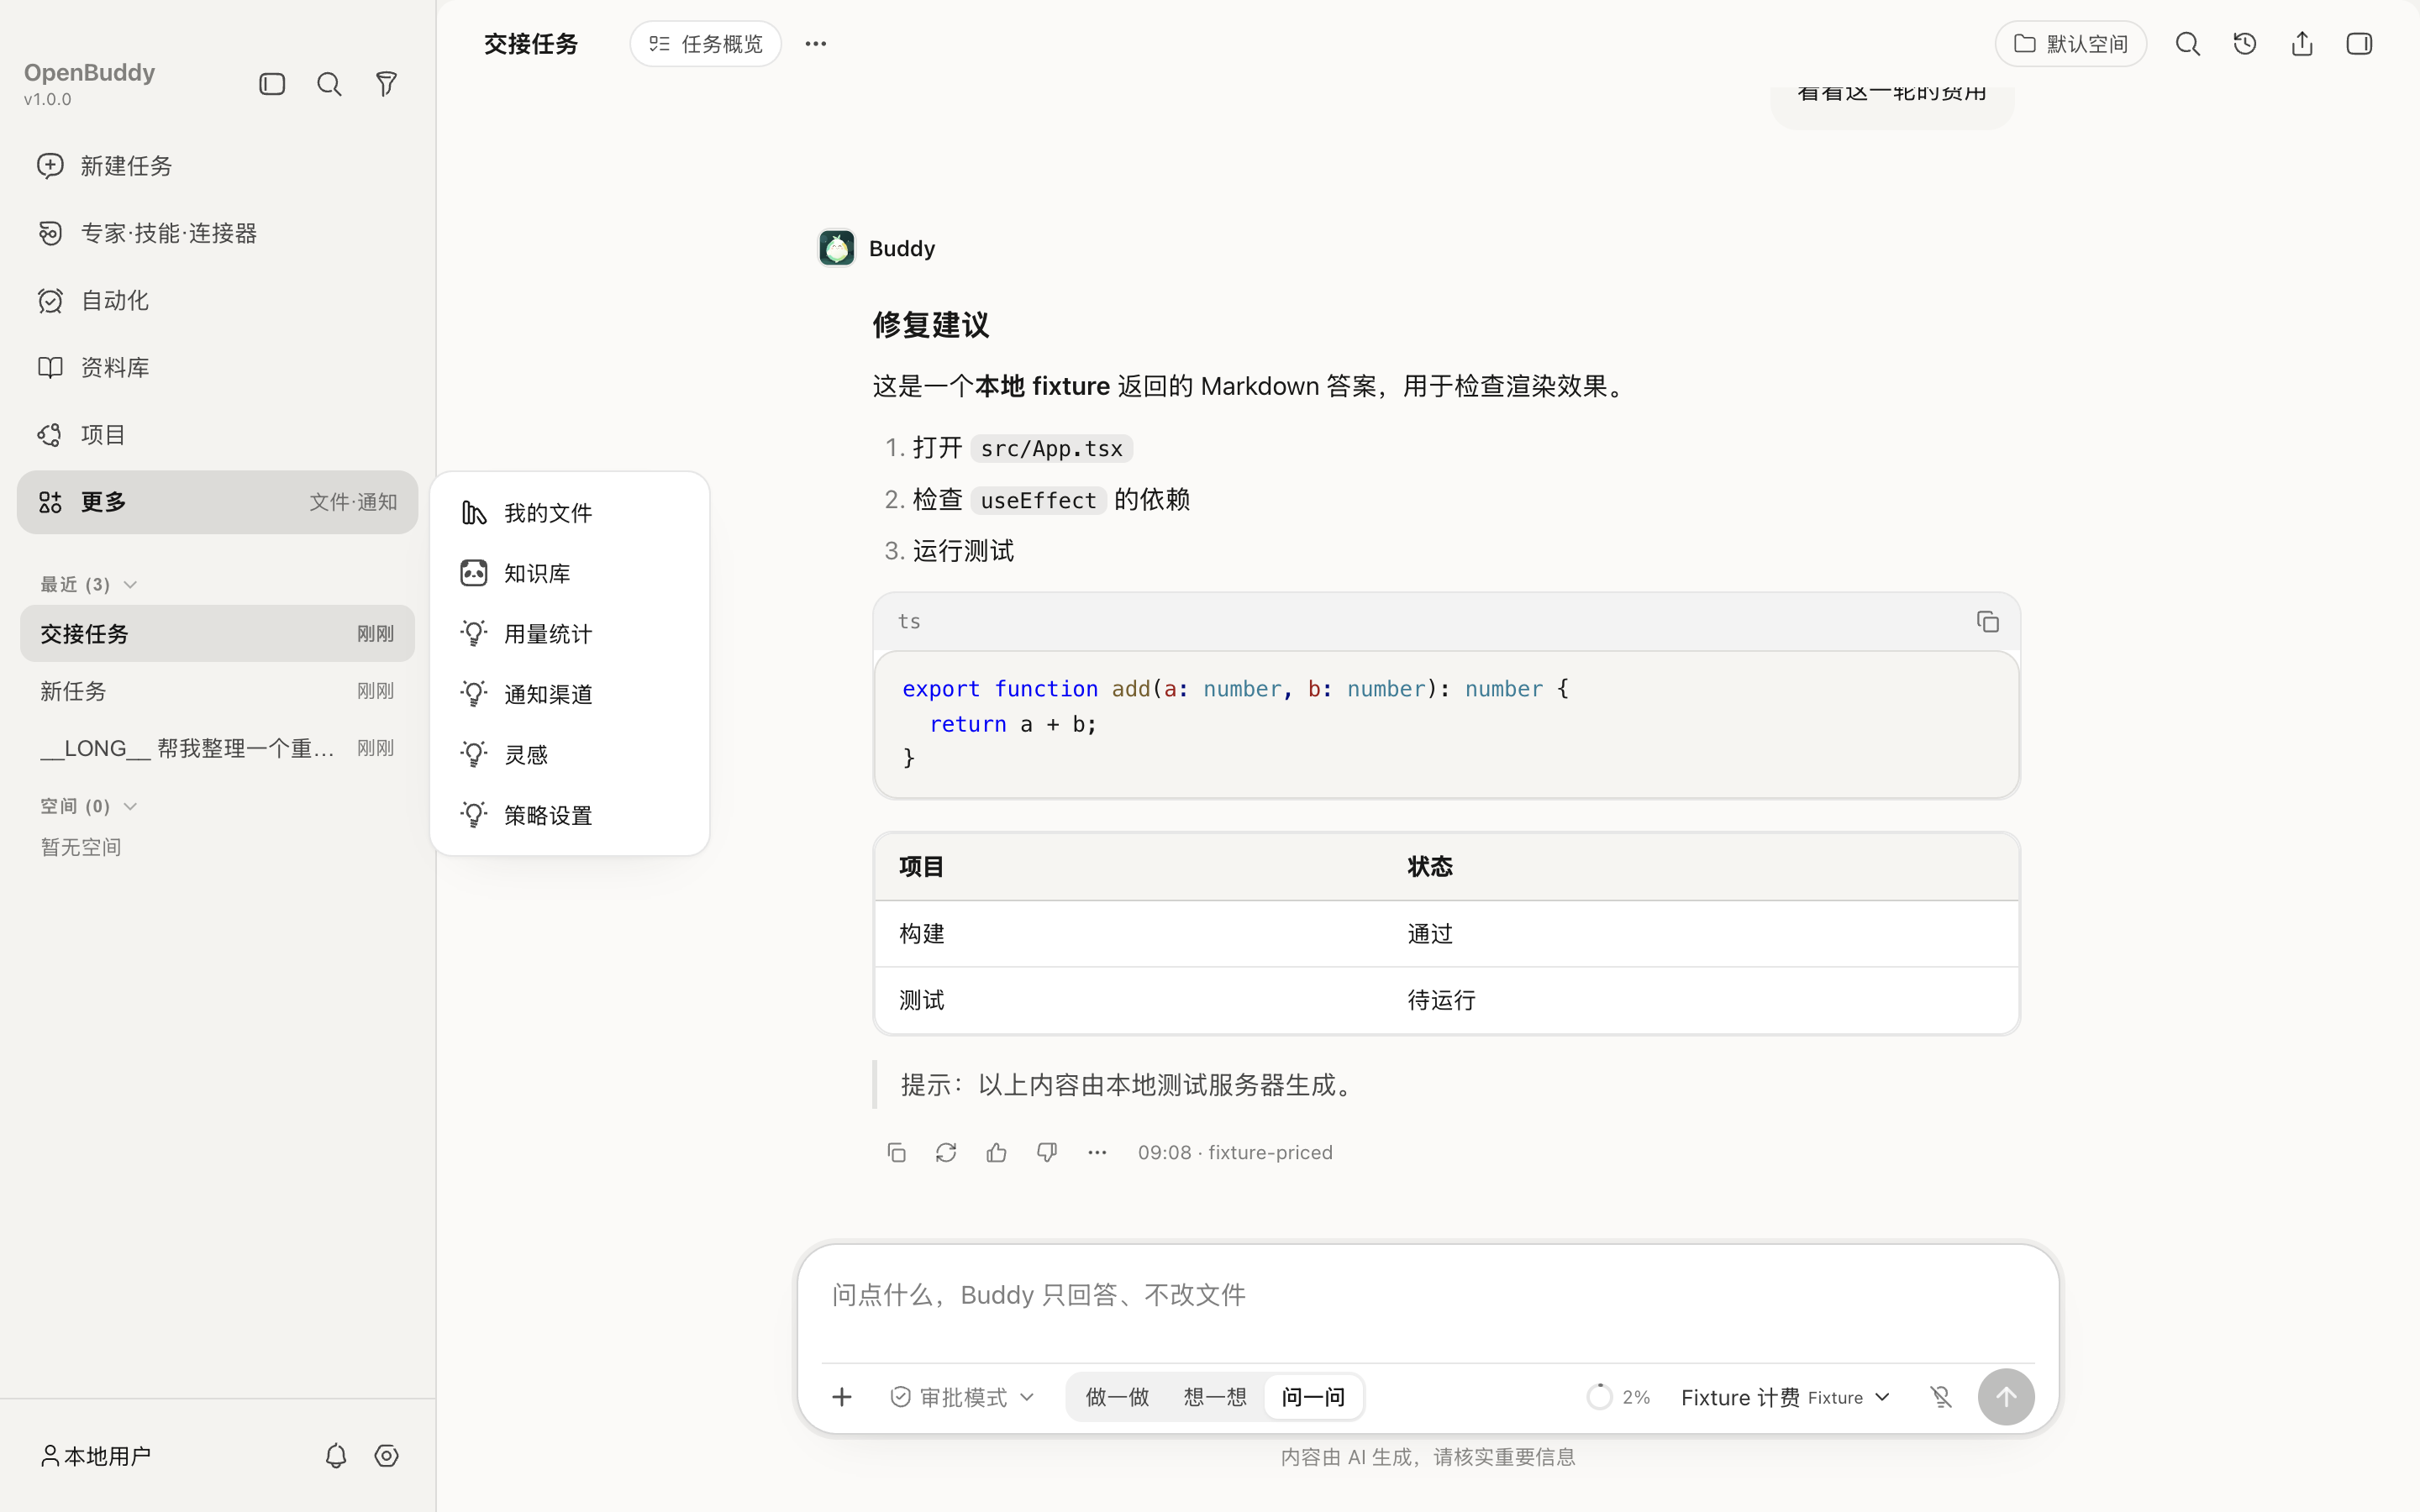 OpenBuddy
v1.0.0
新建任务
专家·技能·连接器
自动化
资料库
项目
更多 文件·通知
最近 (3)
交接任务 刚刚
新任务 刚刚
__LONG__ 帮我整理一个重… 刚刚
空间 (0)
暂无空间
本地用户
我的文件
知识库
用量统计
通知渠道
灵感
策略设置
交接任务 任务概览 默认空间
看看这一轮的费用
Buddy
修复建议
这是一个本地 fixture 返回的 Markdown 答案，用于检查渲染效果。
1. 打开 src/App.tsx
2. 检查 useEffect 的依赖
3. 运行测试
ts
export function add(a: number, b: number): number {
  return a + b;
}
项目 状态
构建 通过
测试 待运行
提示：以上内容由本地测试服务器生成。
09:08 · fixture-priced
问点什么，Buddy 只回答、不改文件
审批模式 做一做 想一想 问一问 2% Fixture 计费 Fixture
内容由 AI 生成，请核实重要信息